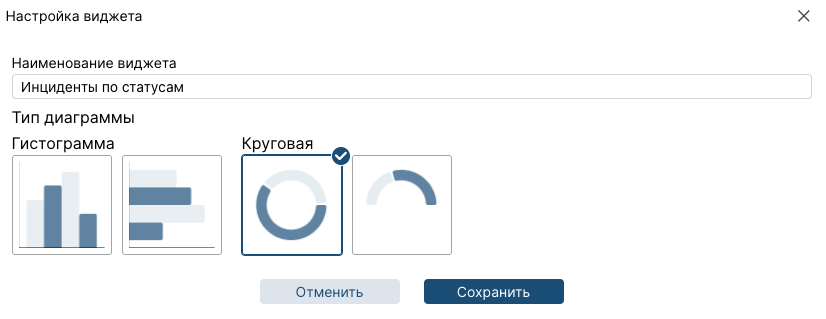 Настройка виджета
Наименование виджета
Инциденты по статусам
Тип диаграммы
Гистограмма
Круговая
Отменить
Сохранить